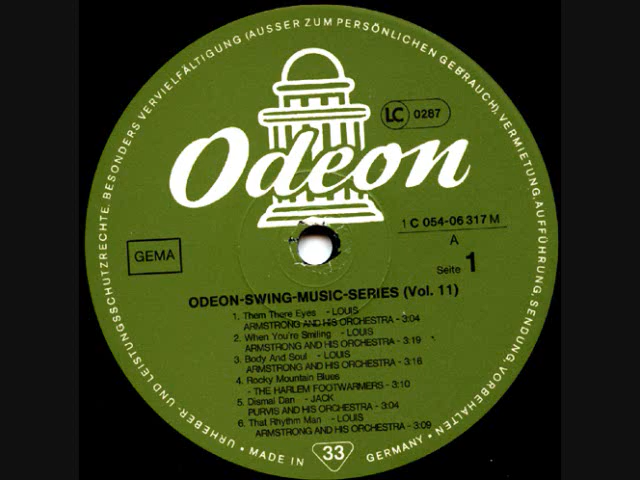 URHEBER- UND LEISTUNGSSCHUTZRECHTE, BESONDERS VERVIELFÄLTIGUNG (AUSSER ZUM PERSÖNLICHEN GEBRAUCH), VERMIETUNG, AUFFÜHRUNG, SENDUNG, VORBEHALTEN • MADE IN 33 GERMANY •
Odeon
LC 0287
1 C 054-06 317 M
A
Seite 1
GEMA
ODEON-SWING-MUSIC-SERIES (Vol. 11)
1. Them There Eyes - LOUIS
ARMSTRONG AND HIS ORCHESTRA - 3:04
2. When You're Smiling - LOUIS
ARMSTRONG AND HIS ORCHESTRA - 3:19
3. Body And Soul - LOUIS
ARMSTRONG AND HIS ORCHESTRA - 3:16
4. Rocky Mountain Blues
- THE HARLEM FOOTWARMERS - 3:10
5. Dismal Dan - JACK
PURVIS AND HIS ORCHESTRA - 3:04
6. That Rhythm Man - LOUIS
ARMSTRONG AND HIS ORCHESTRA - 3:09